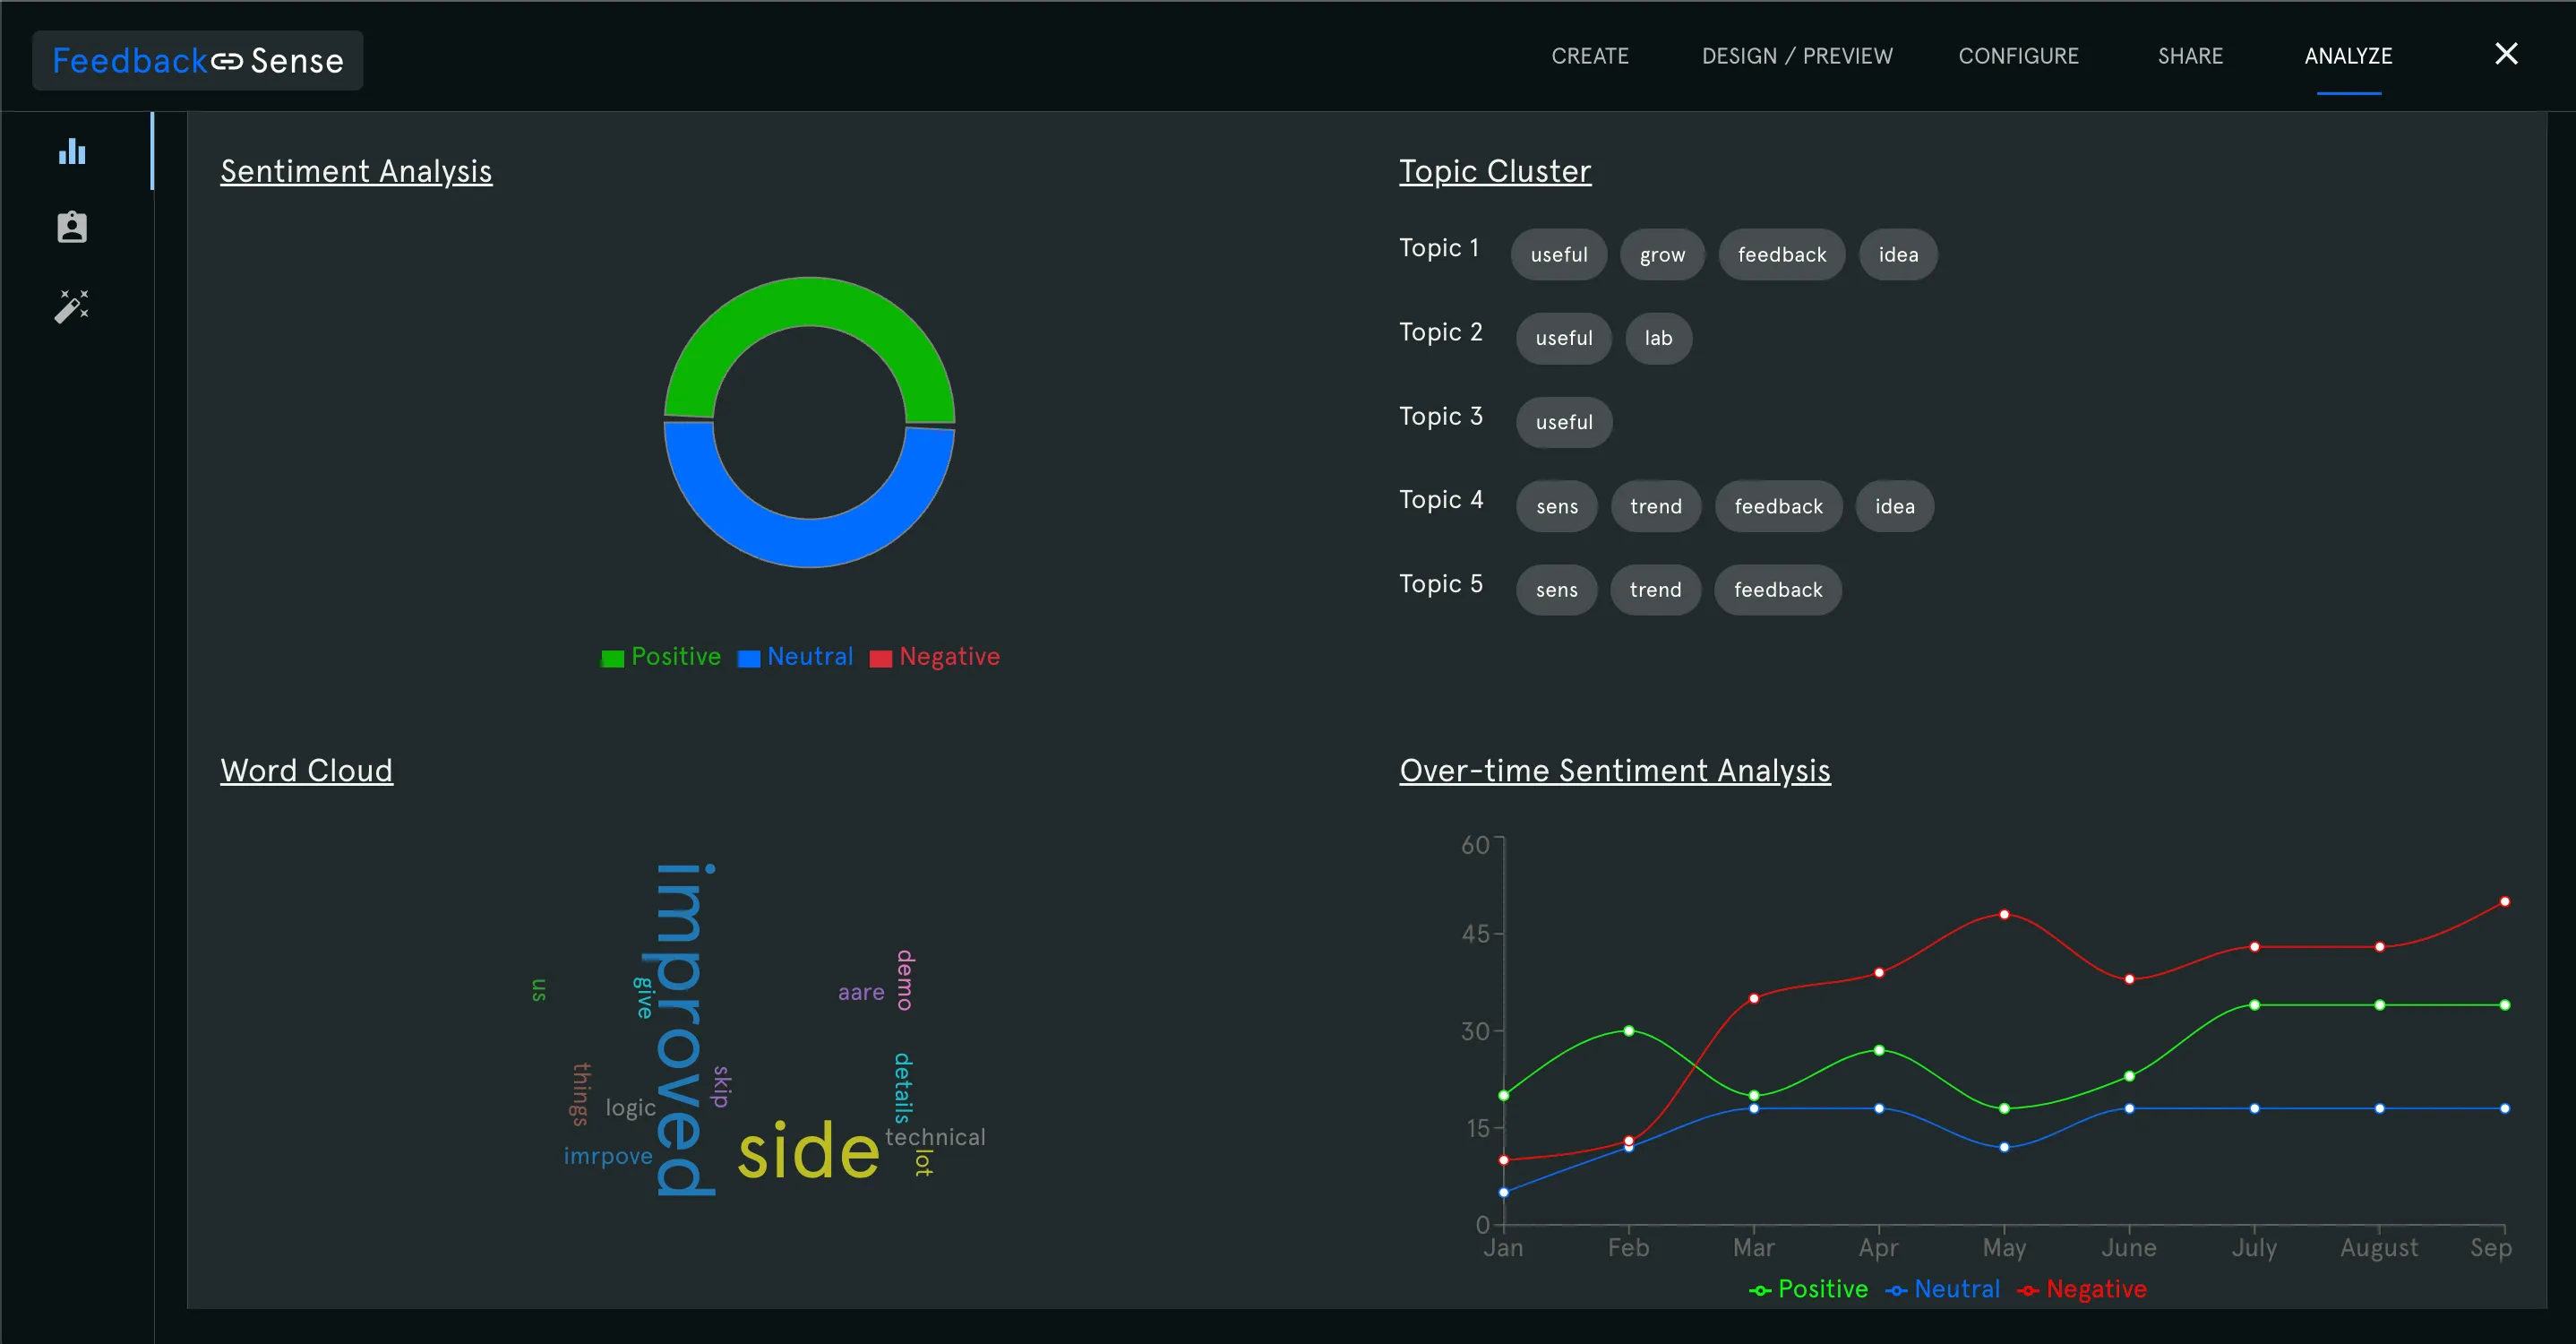 Feedback Sense
CREATE
DESIGN / PREVIEW
CONFIGURE
SHARE
ANALYZE
Sentiment Analysis
Positive Neutral Negative
Topic Cluster
Topic 1 useful grow feedback idea
Topic 2 useful lab
Topic 3 useful
Topic 4 sens trend feedback idea
Topic 5 sens trend feedback
Word Cloud
improved
us
give
aare
demo
things
logic
skip
details
imrpove
side
technical
lot
Over-time Sentiment Analysis
60
45
30
15
0
Jan Feb Mar Apr May June July August Sep
Positive Neutral Negative